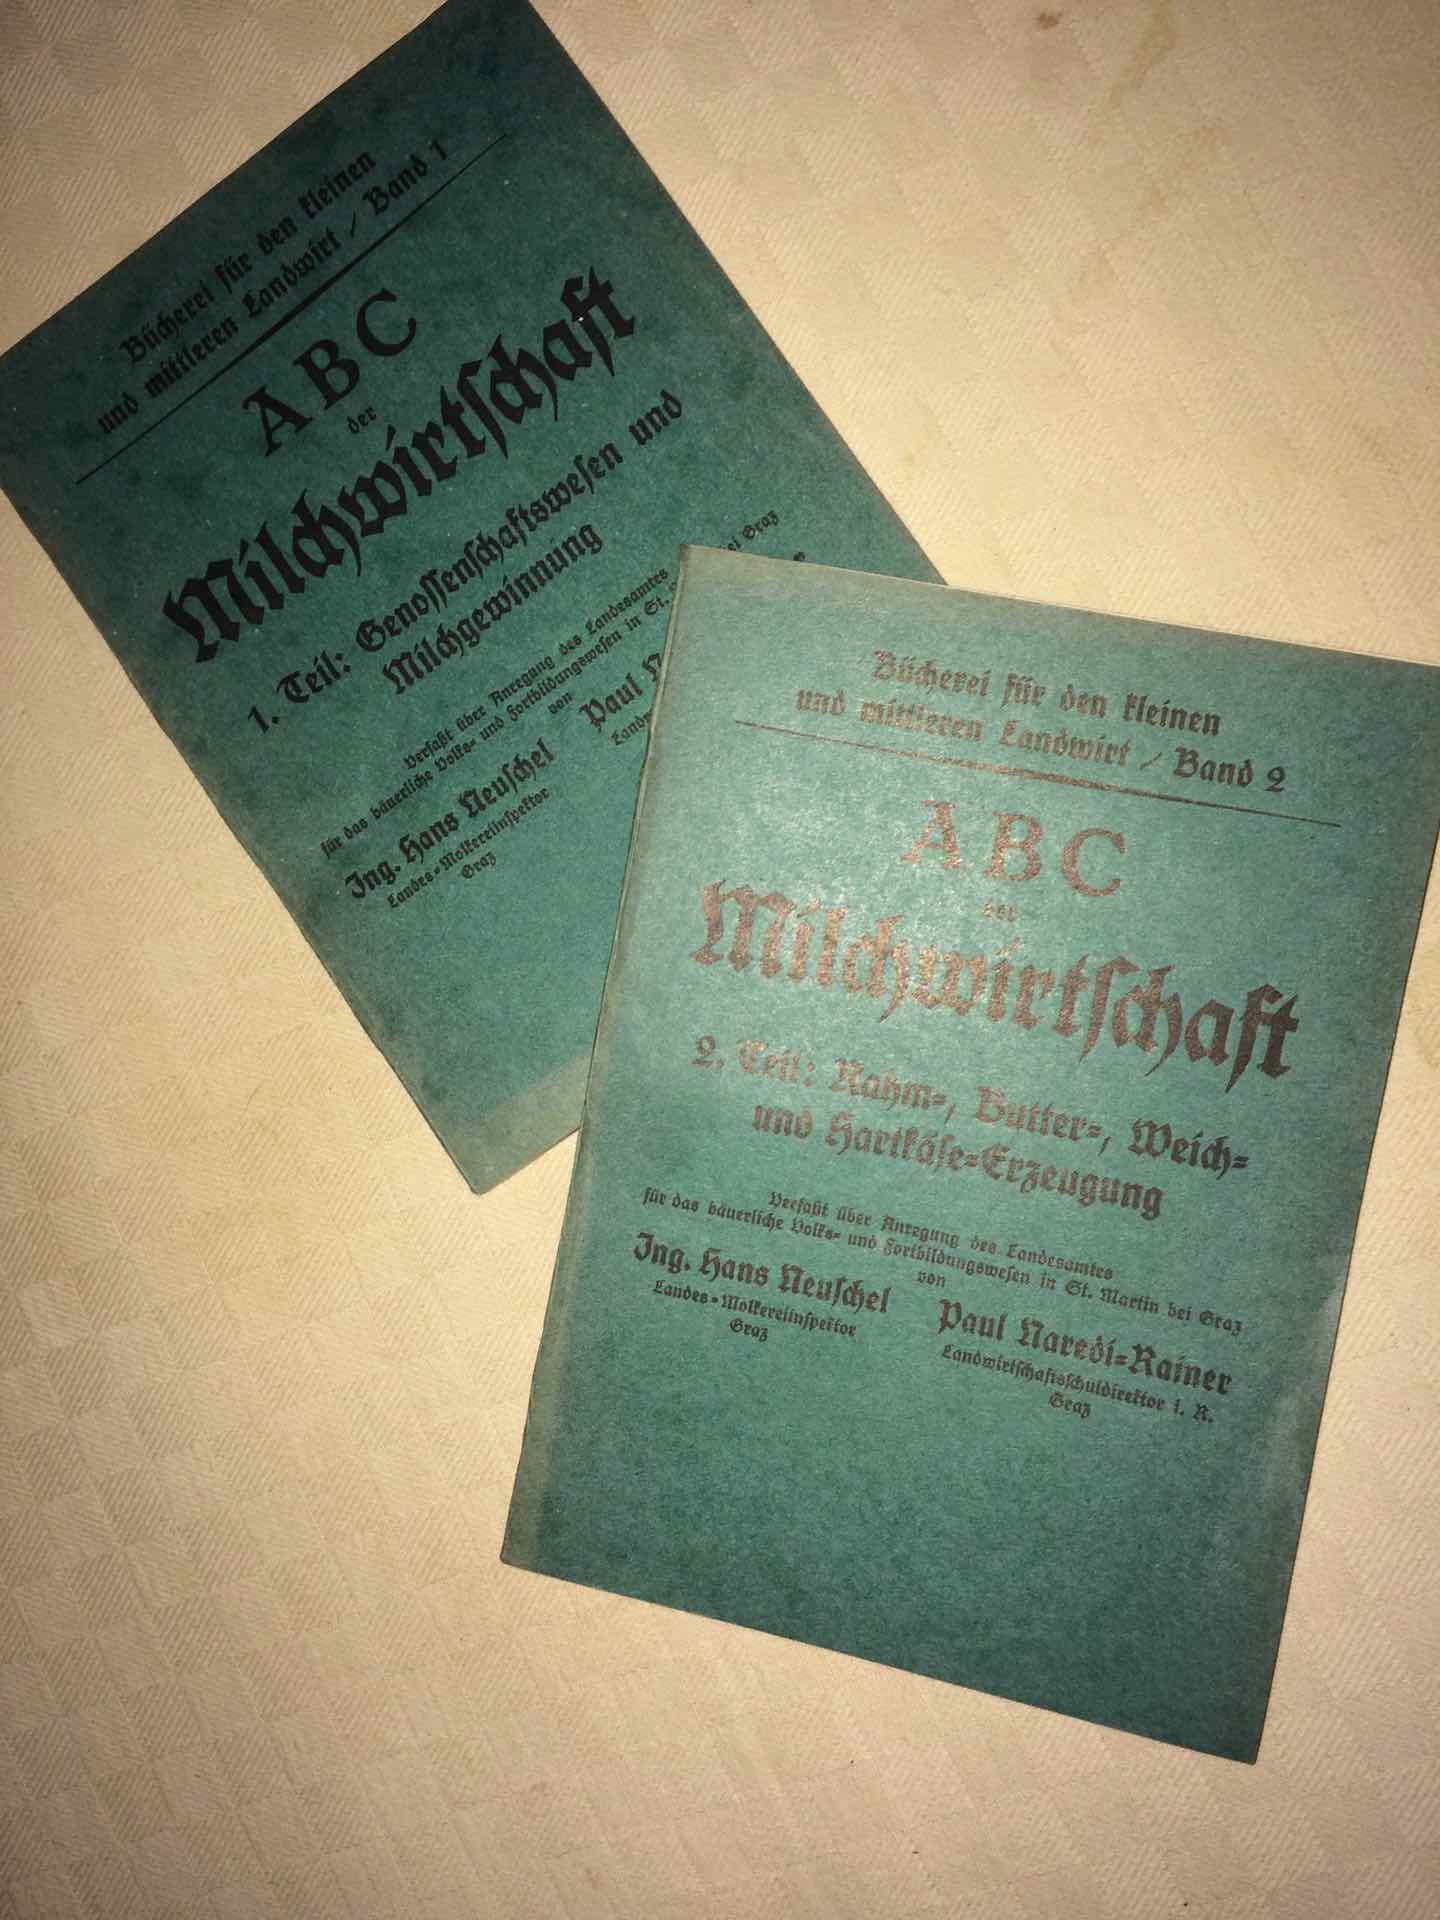 Bücherei für den kleinen
und mittleren Landwirt / Band 1
ABC
der
Milchwirtschaft
1. Teil: Genossenschaftswesen und
Milchgewinnung
Verfaßt über Anregung des Landesamtes
für das bäuerliche Volks- und Fortbildungswesen in St. bei Graz
von
Ing. Hans Neuschel
Landes-Molkereiinspektor
Graz
Paul
Bücherei für den kleinen
und mittleren Landwirt / Band 2
ABC
der
Milchwirtschaft
2. Teil: Rahm-, Butter-, Weich-
und Hartkäse-Erzeugung
Verfaßt über Anregung des Landesamtes
für das bäuerliche Volks- und Fortbildungswesen in St. Martin bei Graz
von
Ing. Hans Neuschel
Landes-Molkereiinspektor
Graz
Paul Naredi-Rainer
Landwirtschaftsschuldirektor i. R.
Graz